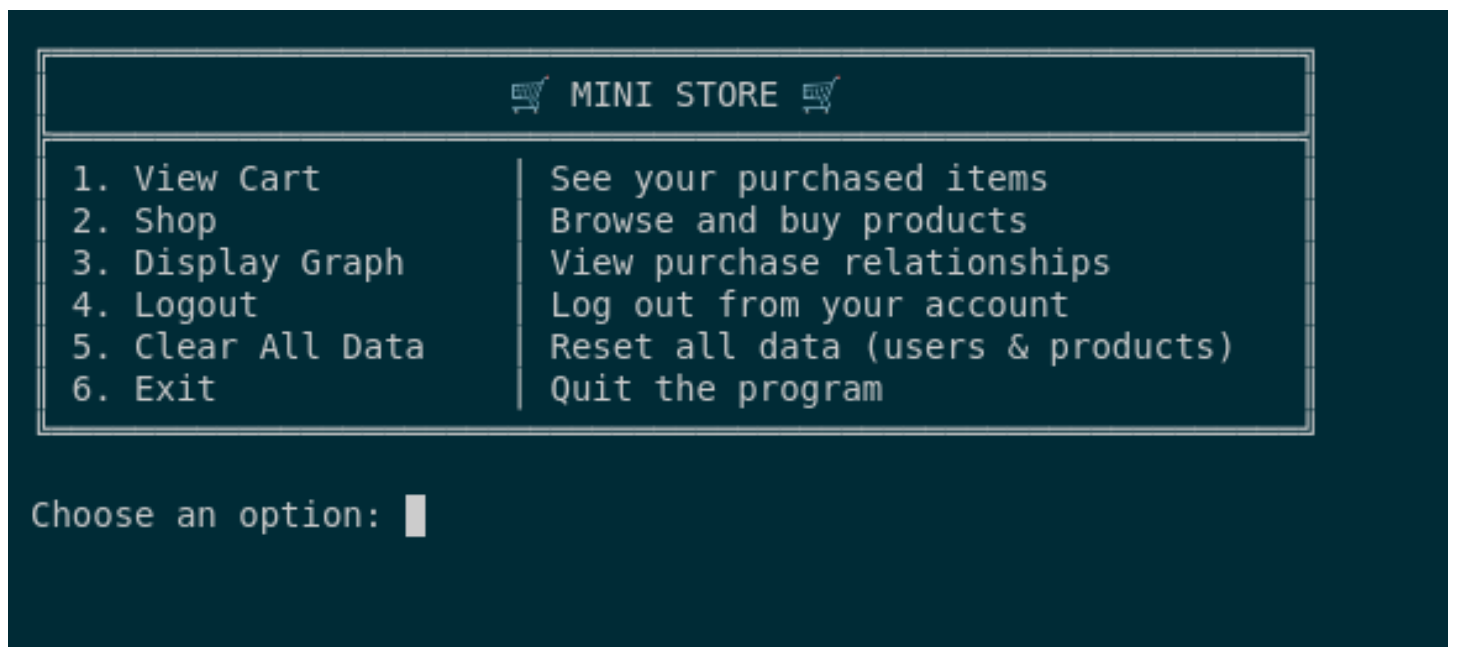 🛒 MINI STORE 🛒
1. View Cart | See your purchased items
2. Shop | Browse and buy products
3. Display Graph | View purchase relationships
4. Logout | Log out from your account
5. Clear All Data | Reset all data (users & products)
6. Exit | Quit the program
Choose an option: